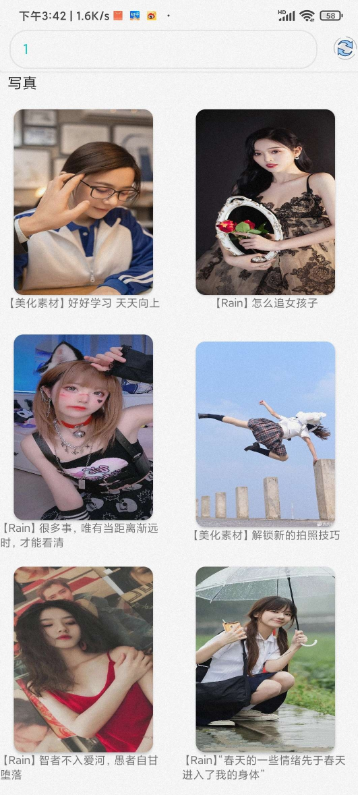 下午3:42 | 1.6K/s
HD
58
1
写真
【美化素材】好好学习 天天向上
【Rain】怎么追女孩子
【Rain】很多事，唯有当距离渐远
时，才能看清
【美化素材】解锁新的拍照技巧
【Rain】智者不入爱河，愚者自甘
堕落
【Rain】“春天的一些情绪先于春天
进入了我的身体”